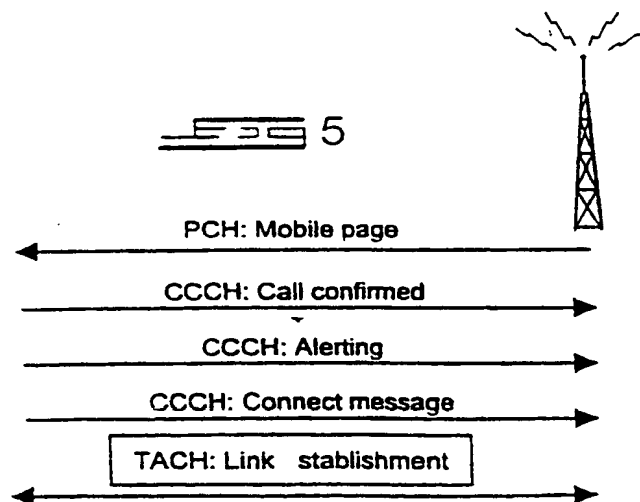 5
PCH: Mobile page
CCCH: Call confirmed
CCCH: Alerting
CCCH: Connect message
TACH: Link stablishment